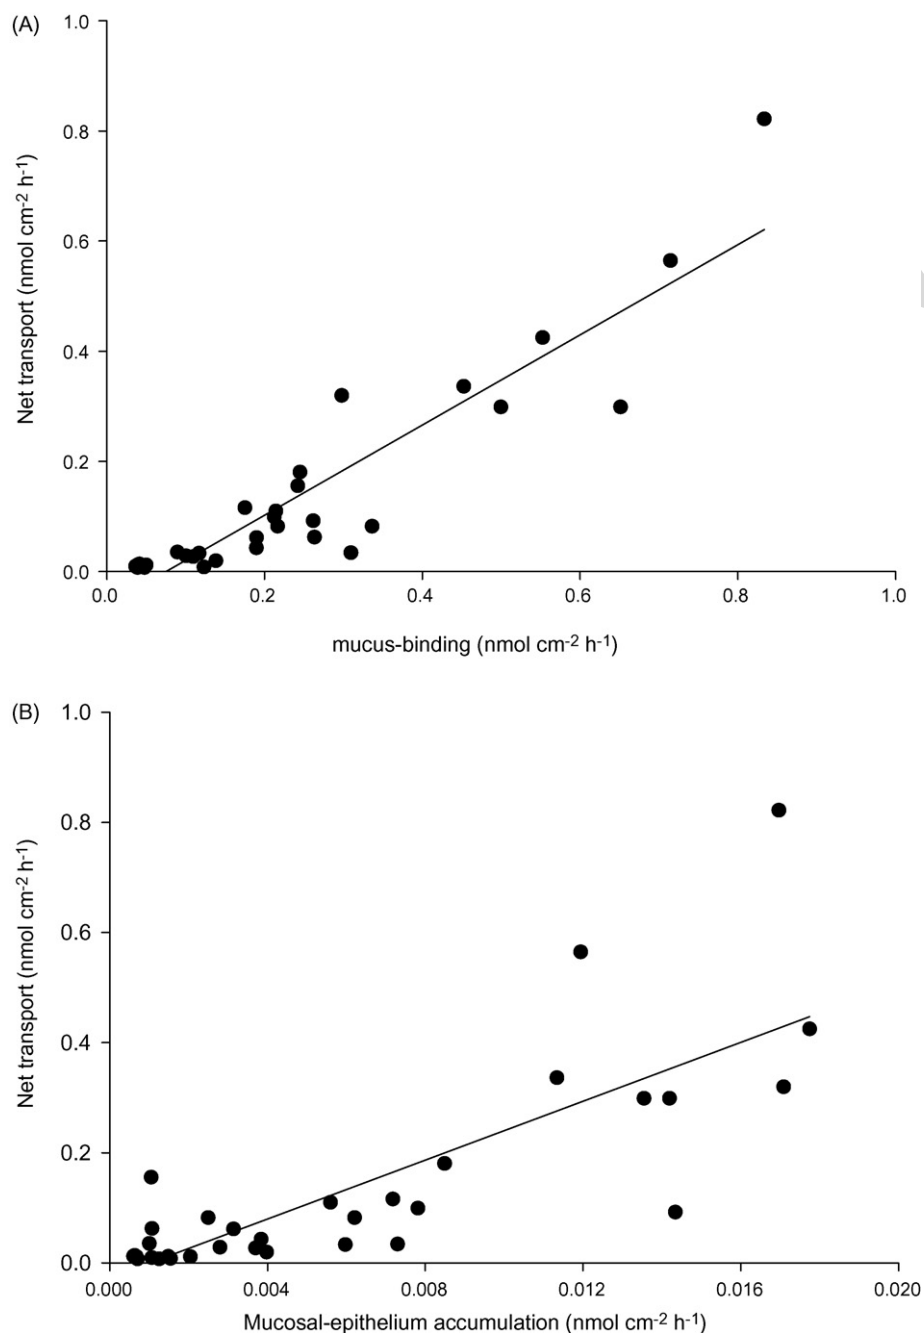 (A)
1.0
0.8
0.6
0.4
0.2
0.0
Net transport (nmol cm-2 h-1)
0.0 0.2 0.4 0.6 0.8 1.0
mucus-binding (nmol cm-2 h-1)
(B)
1.0
0.8
0.6
0.4
0.2
0.0
Net transport (nmol cm-2 h-1)
0.000 0.004 0.008 0.012 0.016 0.020
Mucosal-epithelium accumulation (nmol cm-2 h-1)